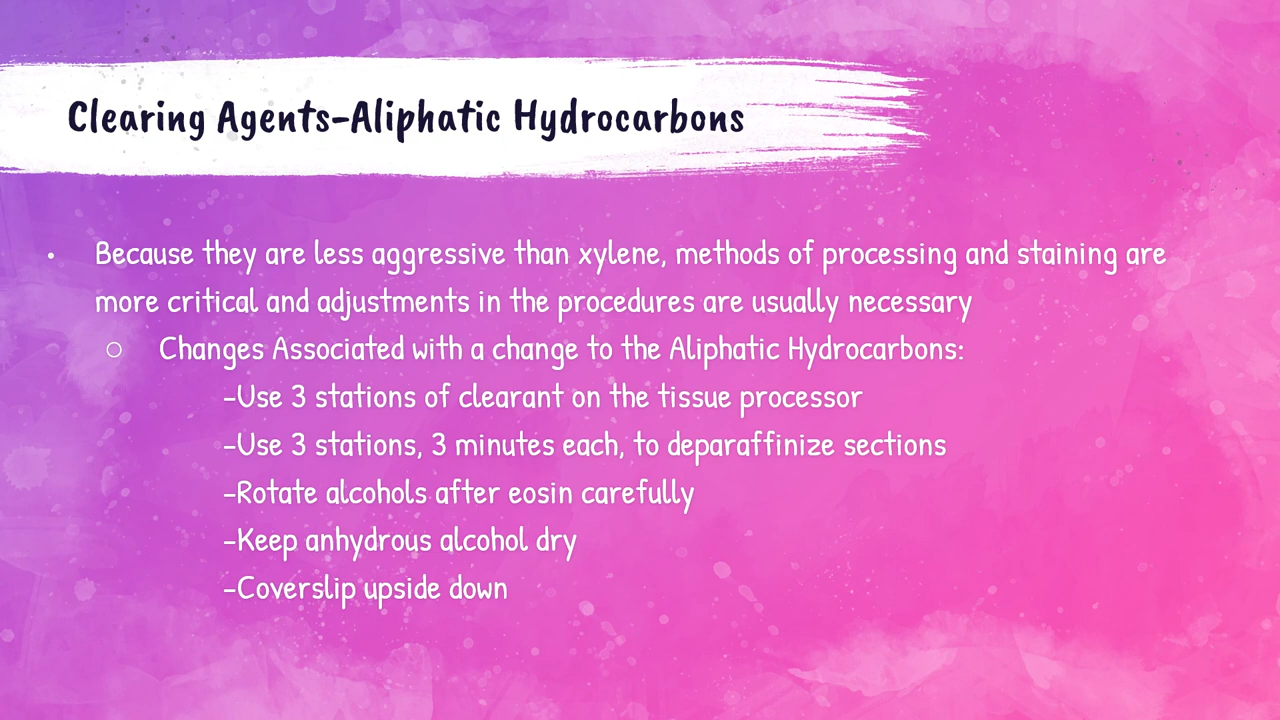 Clearing Agents-Aliphatic Hydrocarbons
• Because they are less aggressive than xylene, methods of processing and staining are
more critical and adjustments in the procedures are usually necessary
○ Changes Associated with a change to the Aliphatic Hydrocarbons:
-Use 3 stations of clearant on the tissue processor
-Use 3 stations, 3 minutes each, to deparaffinize sections
-Rotate alcohols after eosin carefully
-Keep anhydrous alcohol dry
-Coverslip upside down